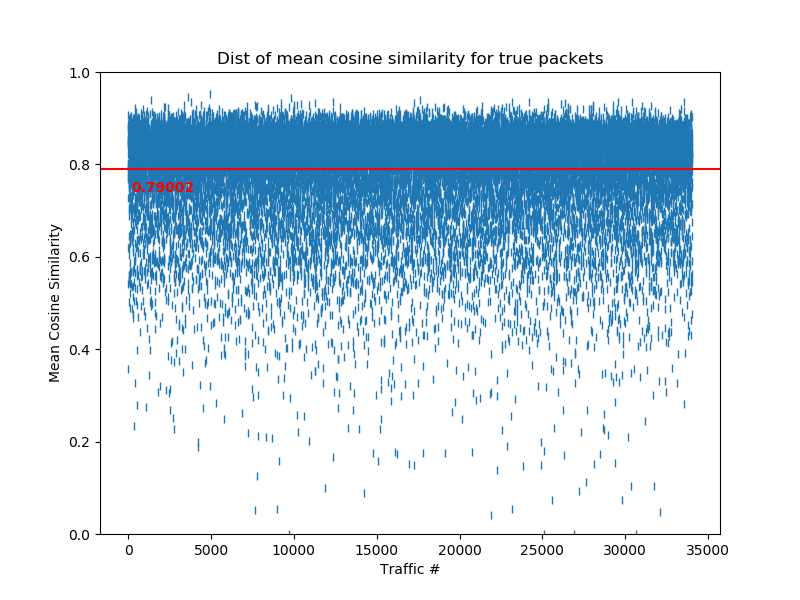 Dist of mean cosine similarity for true packets
Mean Cosine Similarity
1.0
0.8
0.6
0.4
0.2
0.0
0.79002
0 5000 10000 15000 20000 25000 30000 35000
Traffic #